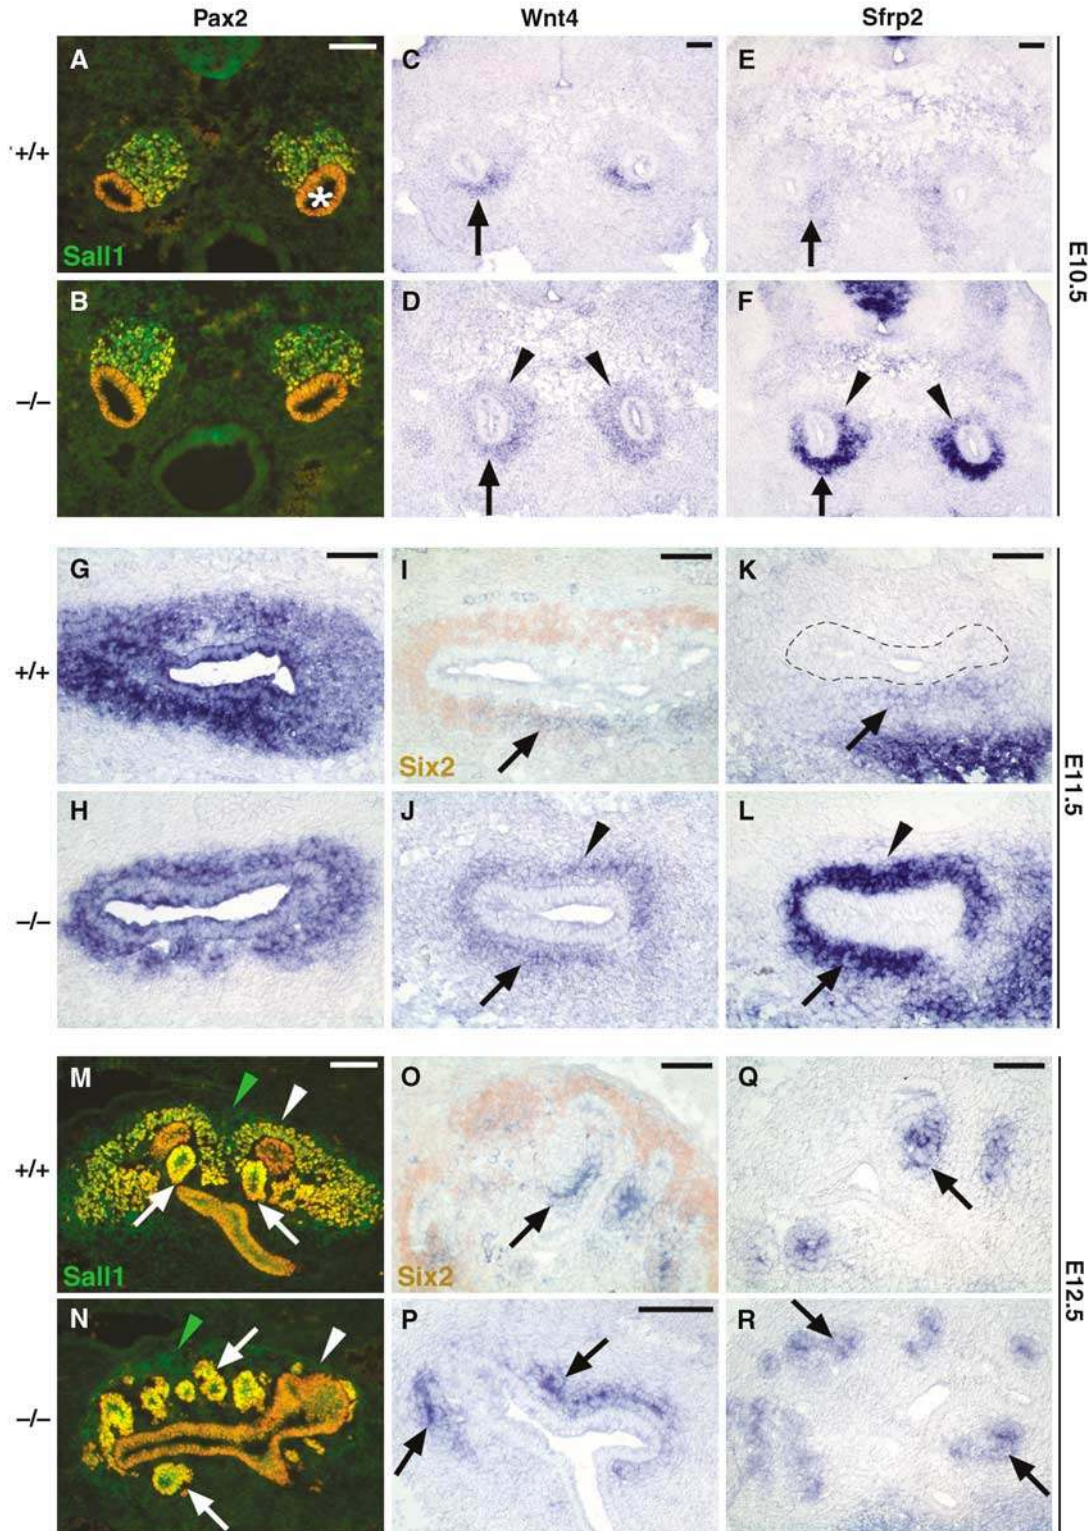 Pax2 Wnt4 Sfrp2
A C E
+/+
Sall1
E10.5
B D F
–/–
G I K
+/+
Six2
E11.5
H J L
–/–
M O Q
+/+
Sall1 Six2
E12.5
N P R
–/–